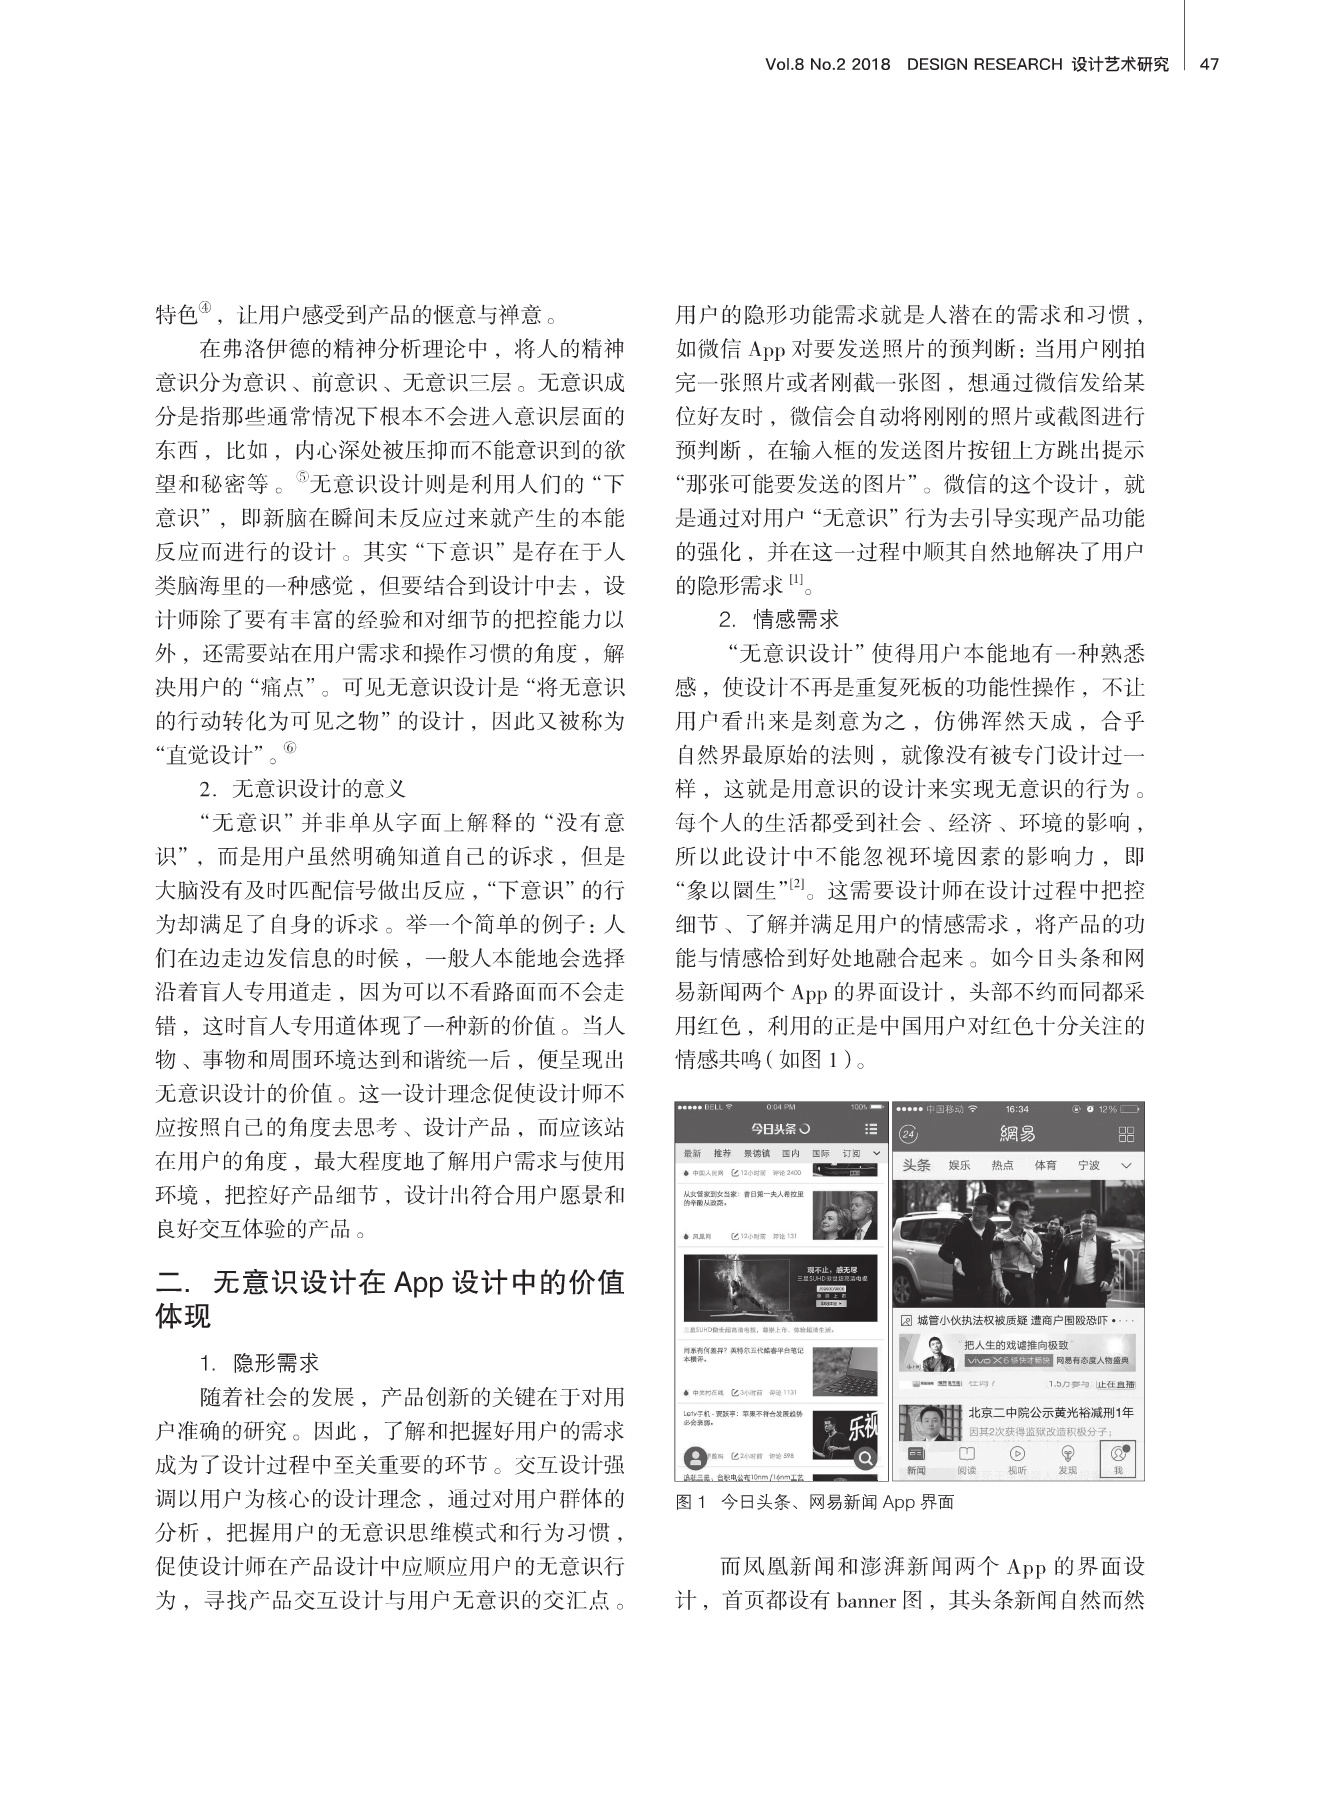 Vol.8 No.2 2018 DESIGN RESEARCH 设计艺术研究 47
特色④，让用户感受到产品的惬意与禅意。
在弗洛伊德的精神分析理论中，将人的精神
意识分为意识、前意识、无意识三层。无意识成
分是指那些通常情况下根本不会进入意识层面的
东西，比如，内心深处被压抑而不能意识到的欲
望和秘密等。⑤无意识设计则是利用人们的“下
意识”，即新脑在瞬间未反应过来就产生的本能
反应而进行的设计。其实“下意识”是存在于人
类脑海里的一种感觉，但要结合到设计中去，设
计师除了要有丰富的经验和对细节的把控能力以
外，还需要站在用户需求和操作习惯的角度，解
决用户的“痛点”。可见无意识设计是“将无意识
的行动转化为可见之物”的设计，因此又被称为
“直觉设计”。⑥
2. 无意识设计的意义
“无意识”并非单从字面上解释的“没有意
识”，而是用户虽然明确知道自己的诉求，但是
大脑没有及时匹配信号做出反应，“下意识”的行
为却满足了自身的诉求。举一个简单的例子：人
们在边走边发信息的时候，一般人本能地会选择
沿着盲人专用道走，因为可以不看路面而不会走
错，这时盲人专用道体现了一种新的价值。当人
物、事物和周围环境达到和谐统一后，便呈现出
无意识设计的价值。这一设计理念促使设计师不
应按照自己的角度去思考、设计产品，而应该站
在用户的角度，最大程度地了解用户需求与使用
环境，把控好产品细节，设计出符合用户愿景和
良好交互体验的产品。
二. 无意识设计在 App 设计中的价值
体现
1. 隐形需求
随着社会的发展，产品创新的关键在于对用
户准确的研究。因此，了解和把握好用户的需求
成为了设计过程中至关重要的环节。交互设计强
调以用户为核心的设计理念，通过对用户群体的
分析，把握用户的无意识思维模式和行为习惯，
促使设计师在产品设计中应顺应用户的无意识行
为，寻找产品交互设计与用户无意识的交汇点。
用户的隐形功能需求就是人潜在的需求和习惯，
如微信 App 对要发送照片的预判断：当用户刚拍
完一张照片或者刚截一张图，想通过微信发给某
位好友时，微信会自动将刚刚的照片或截图进行
预判断，在输入框的发送图片按钮上方跳出提示
“那张可能要发送的图片”。微信的这个设计，就
是通过对用户“无意识”行为去引导实现产品功能
的强化，并在这一过程中顺其自然地解决了用户
的隐形需求[1]。
2. 情感需求
“无意识设计”使得用户本能地有一种熟悉
感，使设计不再是重复死板的功能性操作，不让
用户看出来是刻意为之，仿佛浑然天成，合乎
自然界最原始的法则，就像没有被专门设计过一
样，这就是用意识的设计来实现无意识的行为。
每个人的生活都受到社会、经济、环境的影响，
所以此设计中不能忽视环境因素的影响力，即
“象以圜生”[2]。这需要设计师在设计过程中把控
细节、了解并满足用户的情感需求，将产品的功
能与情感恰到好处地融合起来。如今日头条和网
易新闻两个 App 的界面设计，头部不约而同都采
用红色，利用的正是中国用户对红色十分关注的
情感共鸣（如图 1）。
BELL 0:04 PM 100%
今日头条
最新 推荐 景德镇 国内 国际 订阅
中国人民网 12小时前 评论 2400
从女管家到女当家：昔日第一夫人希拉里
的辛酸从政路。
凤凰网 12小时前 评论 131
现不止，感无尽
三星SUHD
三星SUHD
同系有何差异？英特尔五代酷睿平台笔记
本横评。
中关村在线 3小时前 评论 1131
Letv手机-贾跃亭：苹果不符合发展趋势
必会衰落。
乐视
2小时前 评论 598
10nm/16nm工艺
中国移动 16:34 12%
24 網易
头条 娱乐 热点 体育 宁波
城管小伙执法权被质疑 遭商户围殴恐吓
把人生的戏谑推向极致
vivo X6 够快才畅快 网易有态度人物盛典
1.5万参与 正在直播
北京二中院公示黄光裕减刑1年
因其2次获得监狱改造积极分子；
新闻 阅读 视听 发现 我
图 1 今日头条、网易新闻 App 界面
而凤凰新闻和澎湃新闻两个 App 的界面设
计，首页都设有 banner 图，其头条新闻自然而然